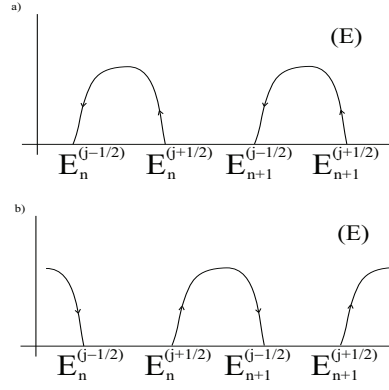 a)
(E)
E_n^(j−1/2) E_n^(j+1/2) E_{n+1}^(j−1/2) E_{n+1}^(j+1/2)
b)
(E)
E_n^(j−1/2) E_n^(j+1/2) E_{n+1}^(j−1/2) E_{n+1}^(j+1/2)